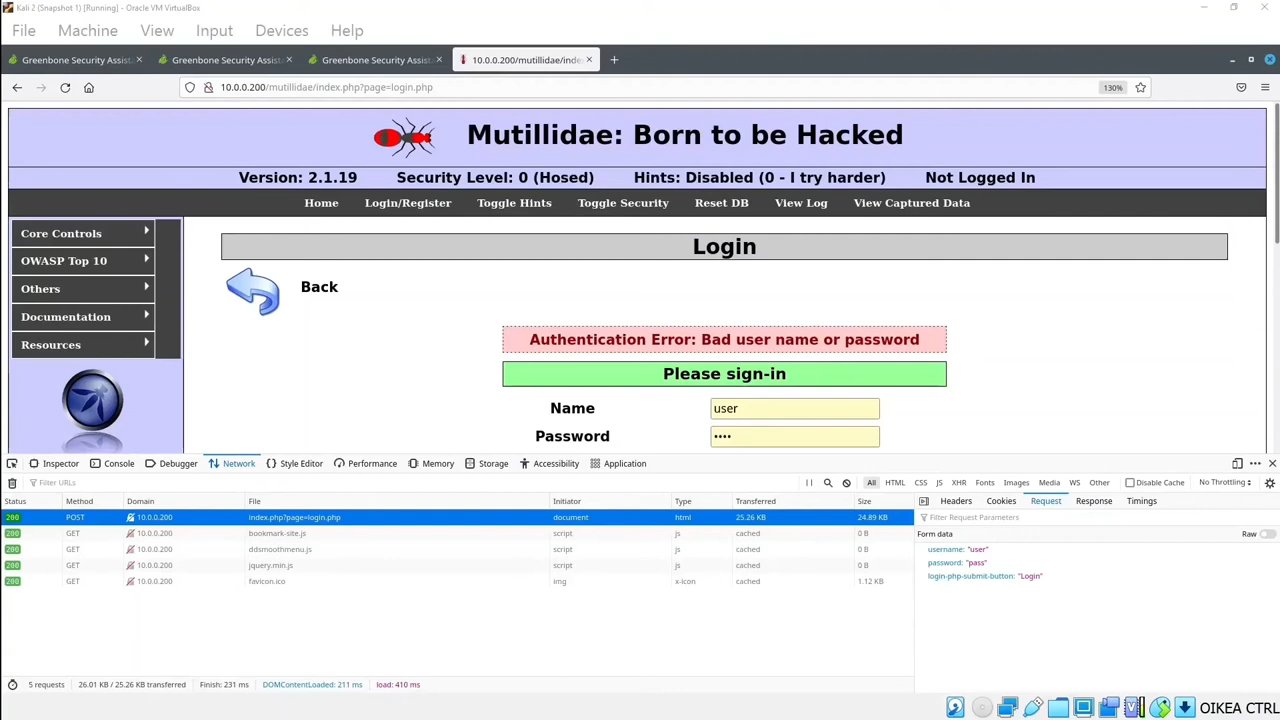 Kali 2 (Snapshot 1) [Running] - Oracle VM VirtualBox
File Machine View Input Devices Help
Greenbone Security Assist. Greenbone Security Assist. Greenbone Security Assist. 10.0.0.200/mutillidae/inde
10.0.0.200/mutillidae/index.php?page=login.php 130%
Mutillidae: Born to be Hacked
Version: 2.1.19 Security Level: 0 (Hosed) Hints: Disabled (0 - I try harder) Not Logged In
Home Login/Register Toggle Hints Toggle Security Reset DB View Log View Captured Data
Core Controls
OWASP Top 10
Others
Documentation
Resources
Login
Back
Authentication Error: Bad user name or password
Please sign-in
Name user
Password ••••
Inspector Console Debugger Network Style Editor Performance Memory Storage Accessibility Application
Filter URLs All HTML CSS JS XHR Fonts Images Media WS Other Disable Cache No Throttling
Status Method Domain File Initiator Type Transferred Size
200 POST 10.0.0.200 index.php?page=login.php document html 25.26 KB 24.89 KB
200 GET 10.0.0.200 bookmark-site.js script js cached 0 B
200 GET 10.0.0.200 ddsmoothmenu.js script js cached 0 B
200 GET 10.0.0.200 jquery.min.js script js cached 0 B
200 GET 10.0.0.200 favicon.ico img x-icon cached 1.12 KB
Headers Cookies Request Response Timings
Filter Request Parameters
Form data Raw
username: "user"
password: "pass"
login-php-submit-button: "Login"
5 requests 26.01 KB / 25.26 KB transferred Finish: 231 ms DOMContentLoaded: 211 ms load: 410 ms
OIKEA CTRL